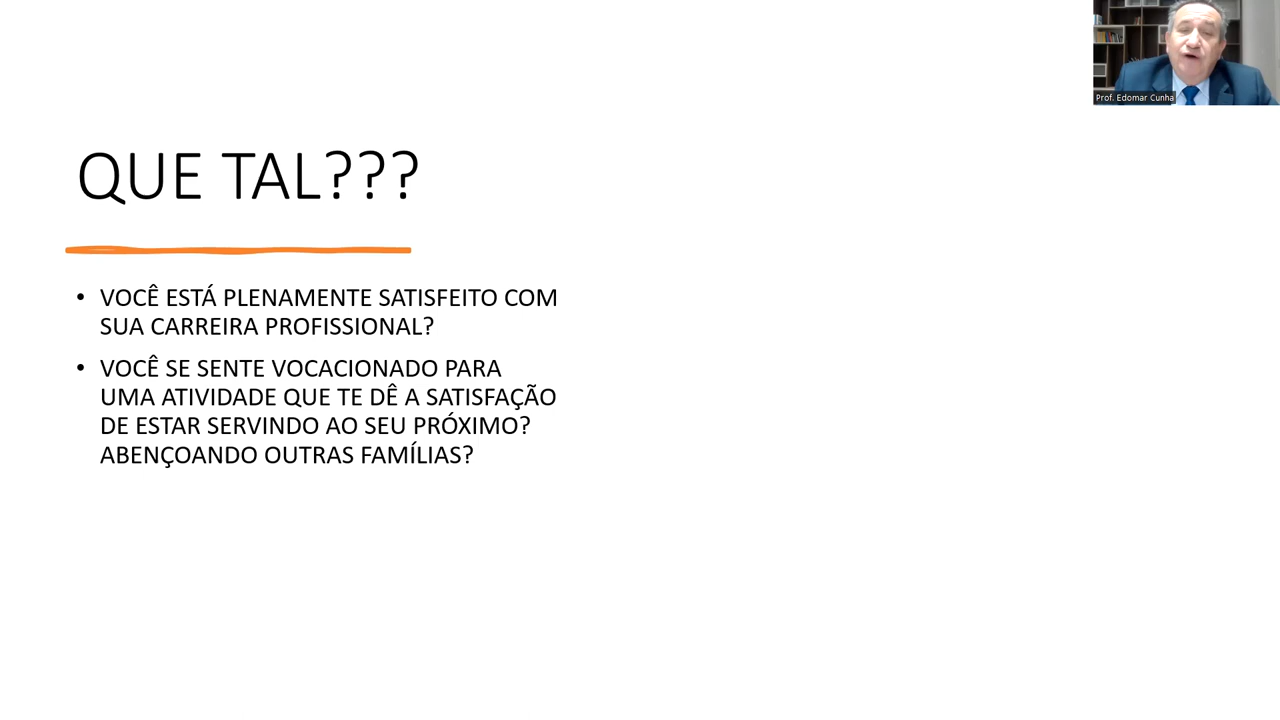 Prof. Edomar Cunha
QUE TAL???
• VOCÊ ESTÁ PLENAMENTE SATISFEITO COM
SUA CARREIRA PROFISSIONAL?
• VOCÊ SE SENTE VOCACIONADO PARA
UMA ATIVIDADE QUE TE DÊ A SATISFAÇÃO
DE ESTAR SERVINDO AO SEU PRÓXIMO?
ABENÇOANDO OUTRAS FAMÍLIAS?